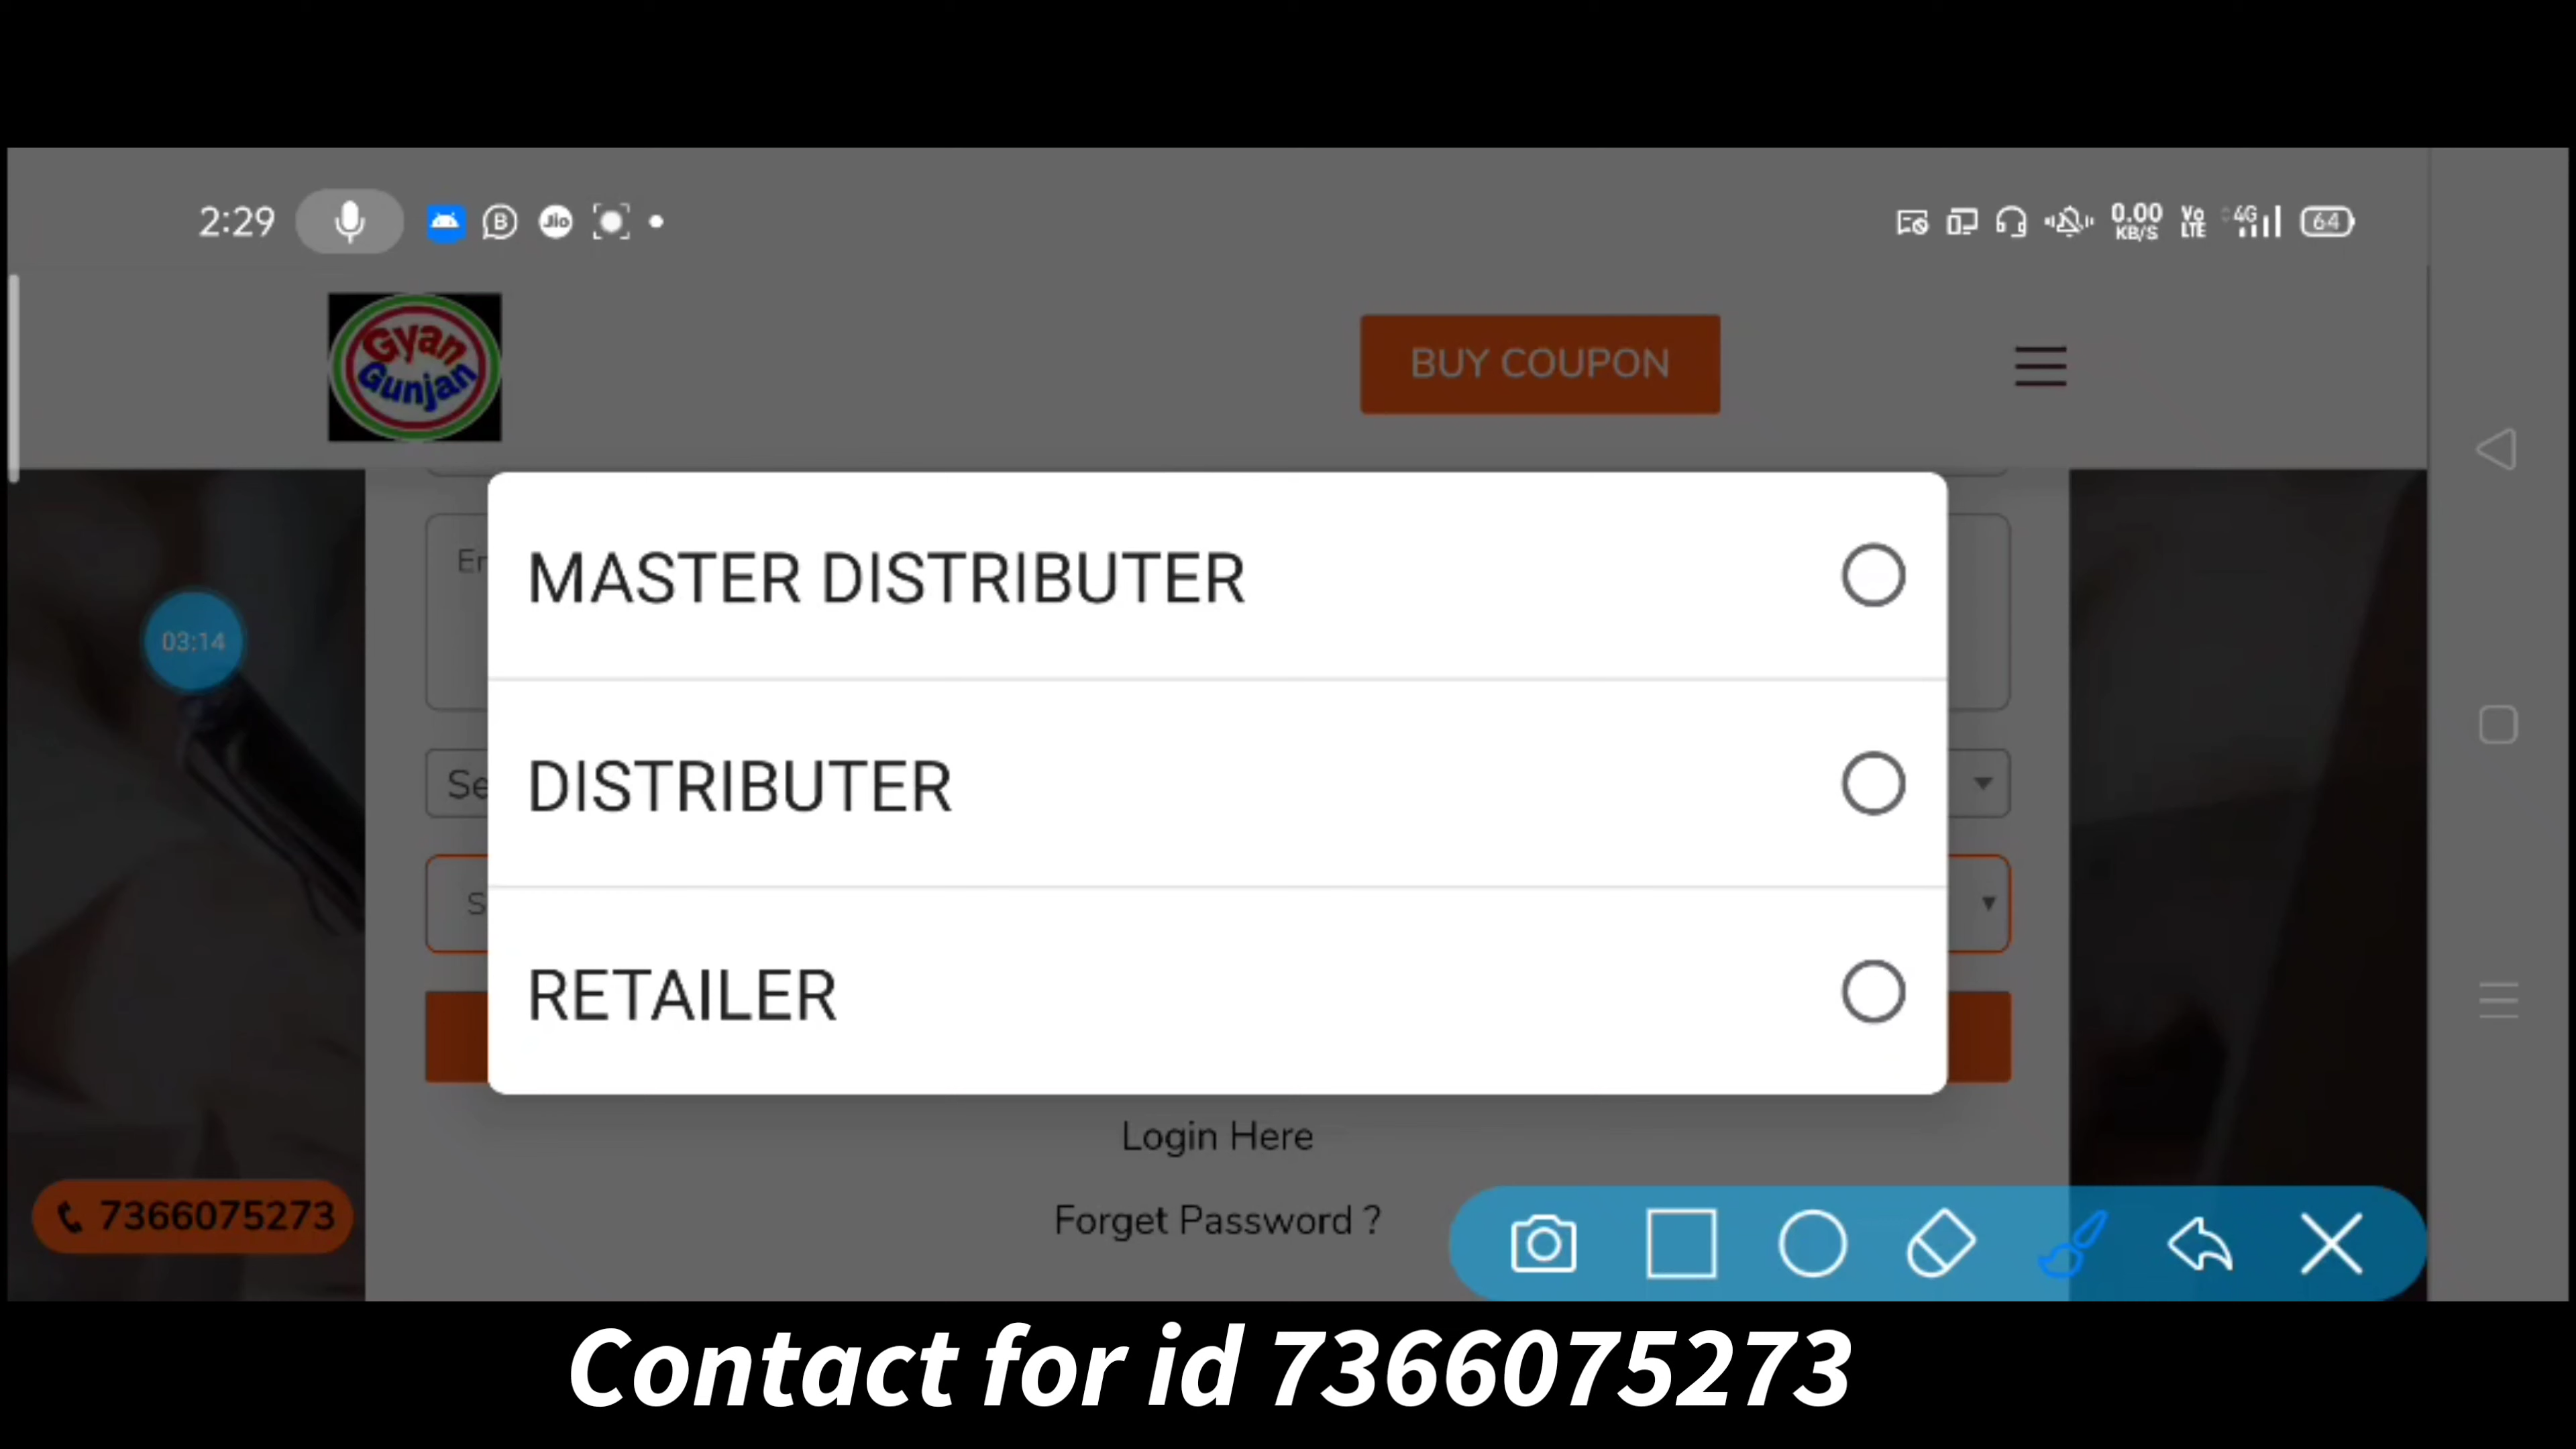 2:29
B
Jio
0.00
KB/S
Vo
LTE
4G
64
Gyan
Gunjan
BUY COUPON
MASTER DISTRIBUTER
03:14
DISTRIBUTER
RETAILER
Login Here
Forget Password ?
7366075273
Contact for id 7366075273